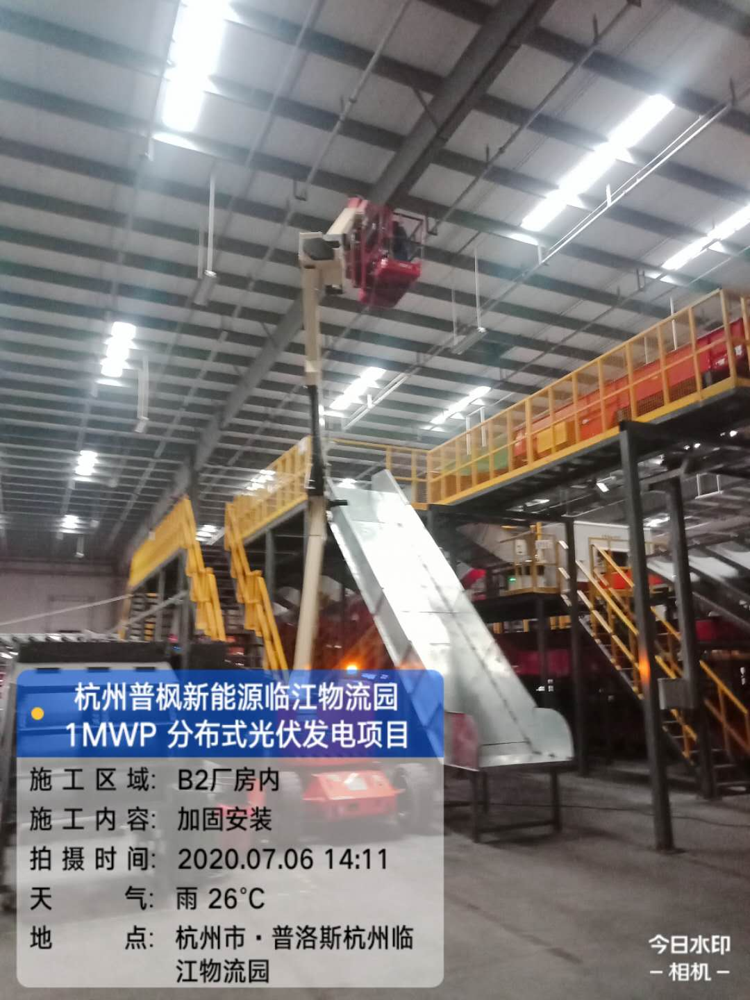 杭州普枫新能源临江物流园
1MWP 分布式光伏发电项目
施工区域: B2厂房内
施工内容: 加固安装
拍摄时间: 2020.07.06 14:11
天气: 雨 26°C
地点: 杭州市·普洛斯杭州临
江物流园
今日水印
-相机-